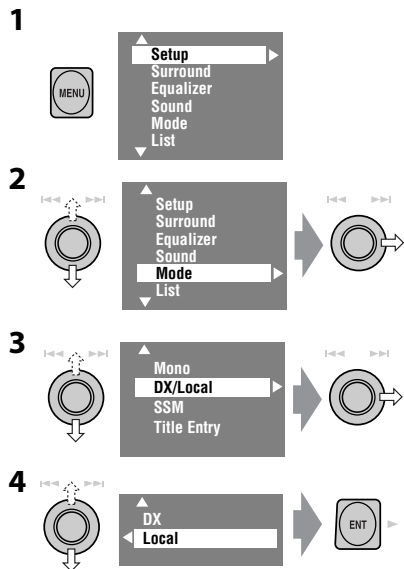 1
MENU
Setup
Surround
Equalizer
Sound
Mode
List
2
Setup
Surround
Equalizer
Sound
Mode
List
3
Mono
DX/Local
SSM
Title Entry
4
DX
Local
ENT